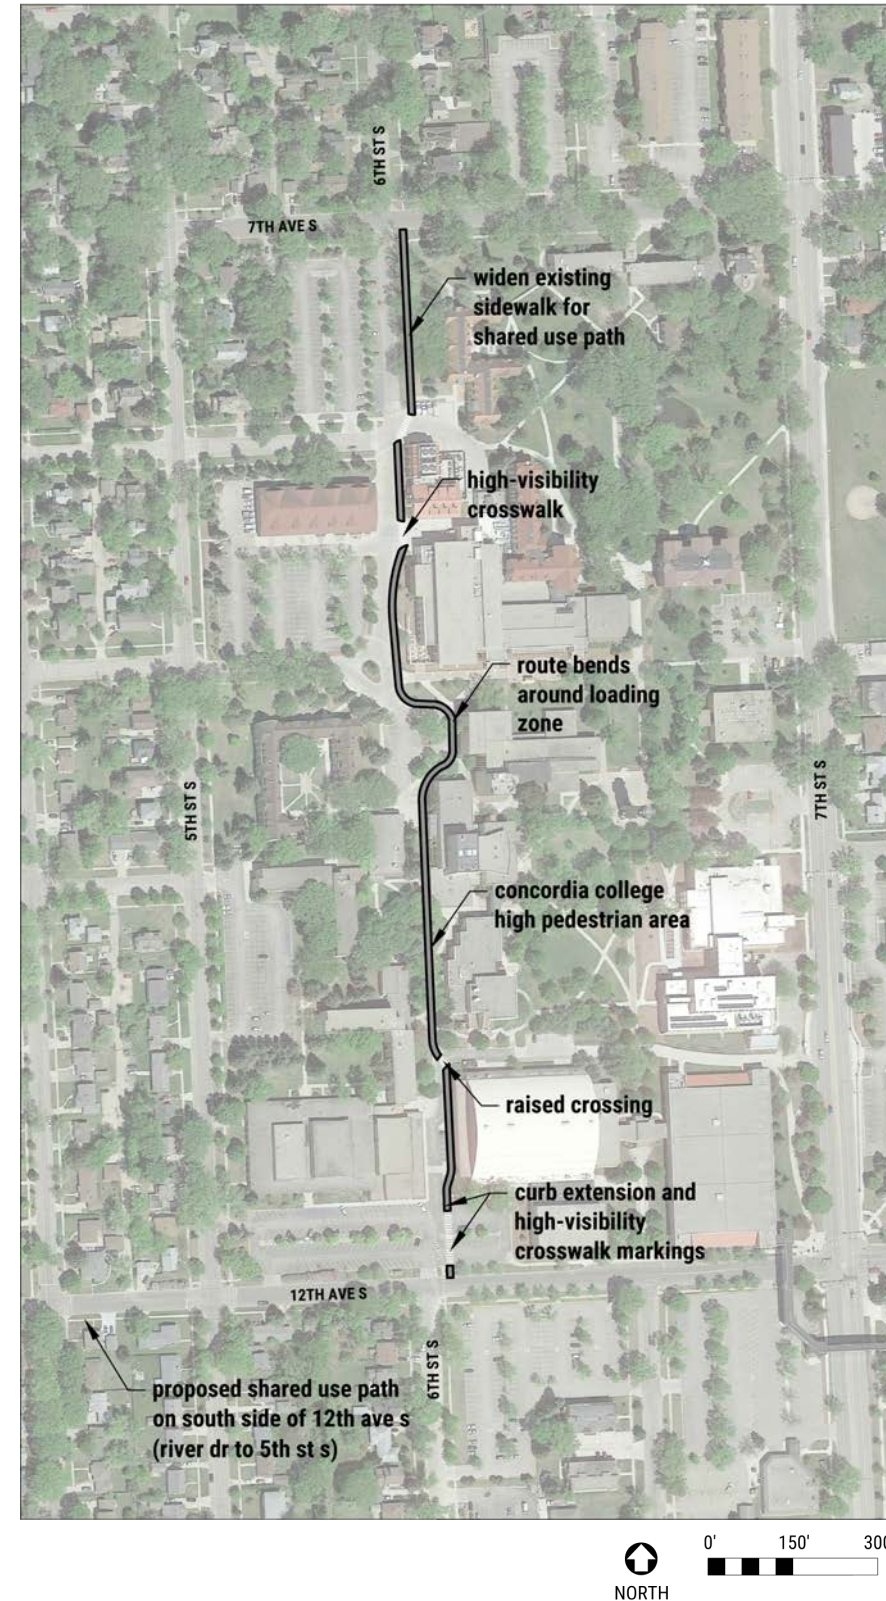 6TH ST S
7TH AVE S
widen existing
sidewalk for
shared use path
high-visibility
crosswalk
route bends
around loading
zone
5TH ST S
7TH ST S
concordia college
high pedestrian area
raised crossing
curb extension and
high-visibility
crosswalk markings
12TH AVE S
6TH ST S
proposed shared use path
on south side of 12th ave s
(river dr to 5th st s)
0' 150' 300
NORTH